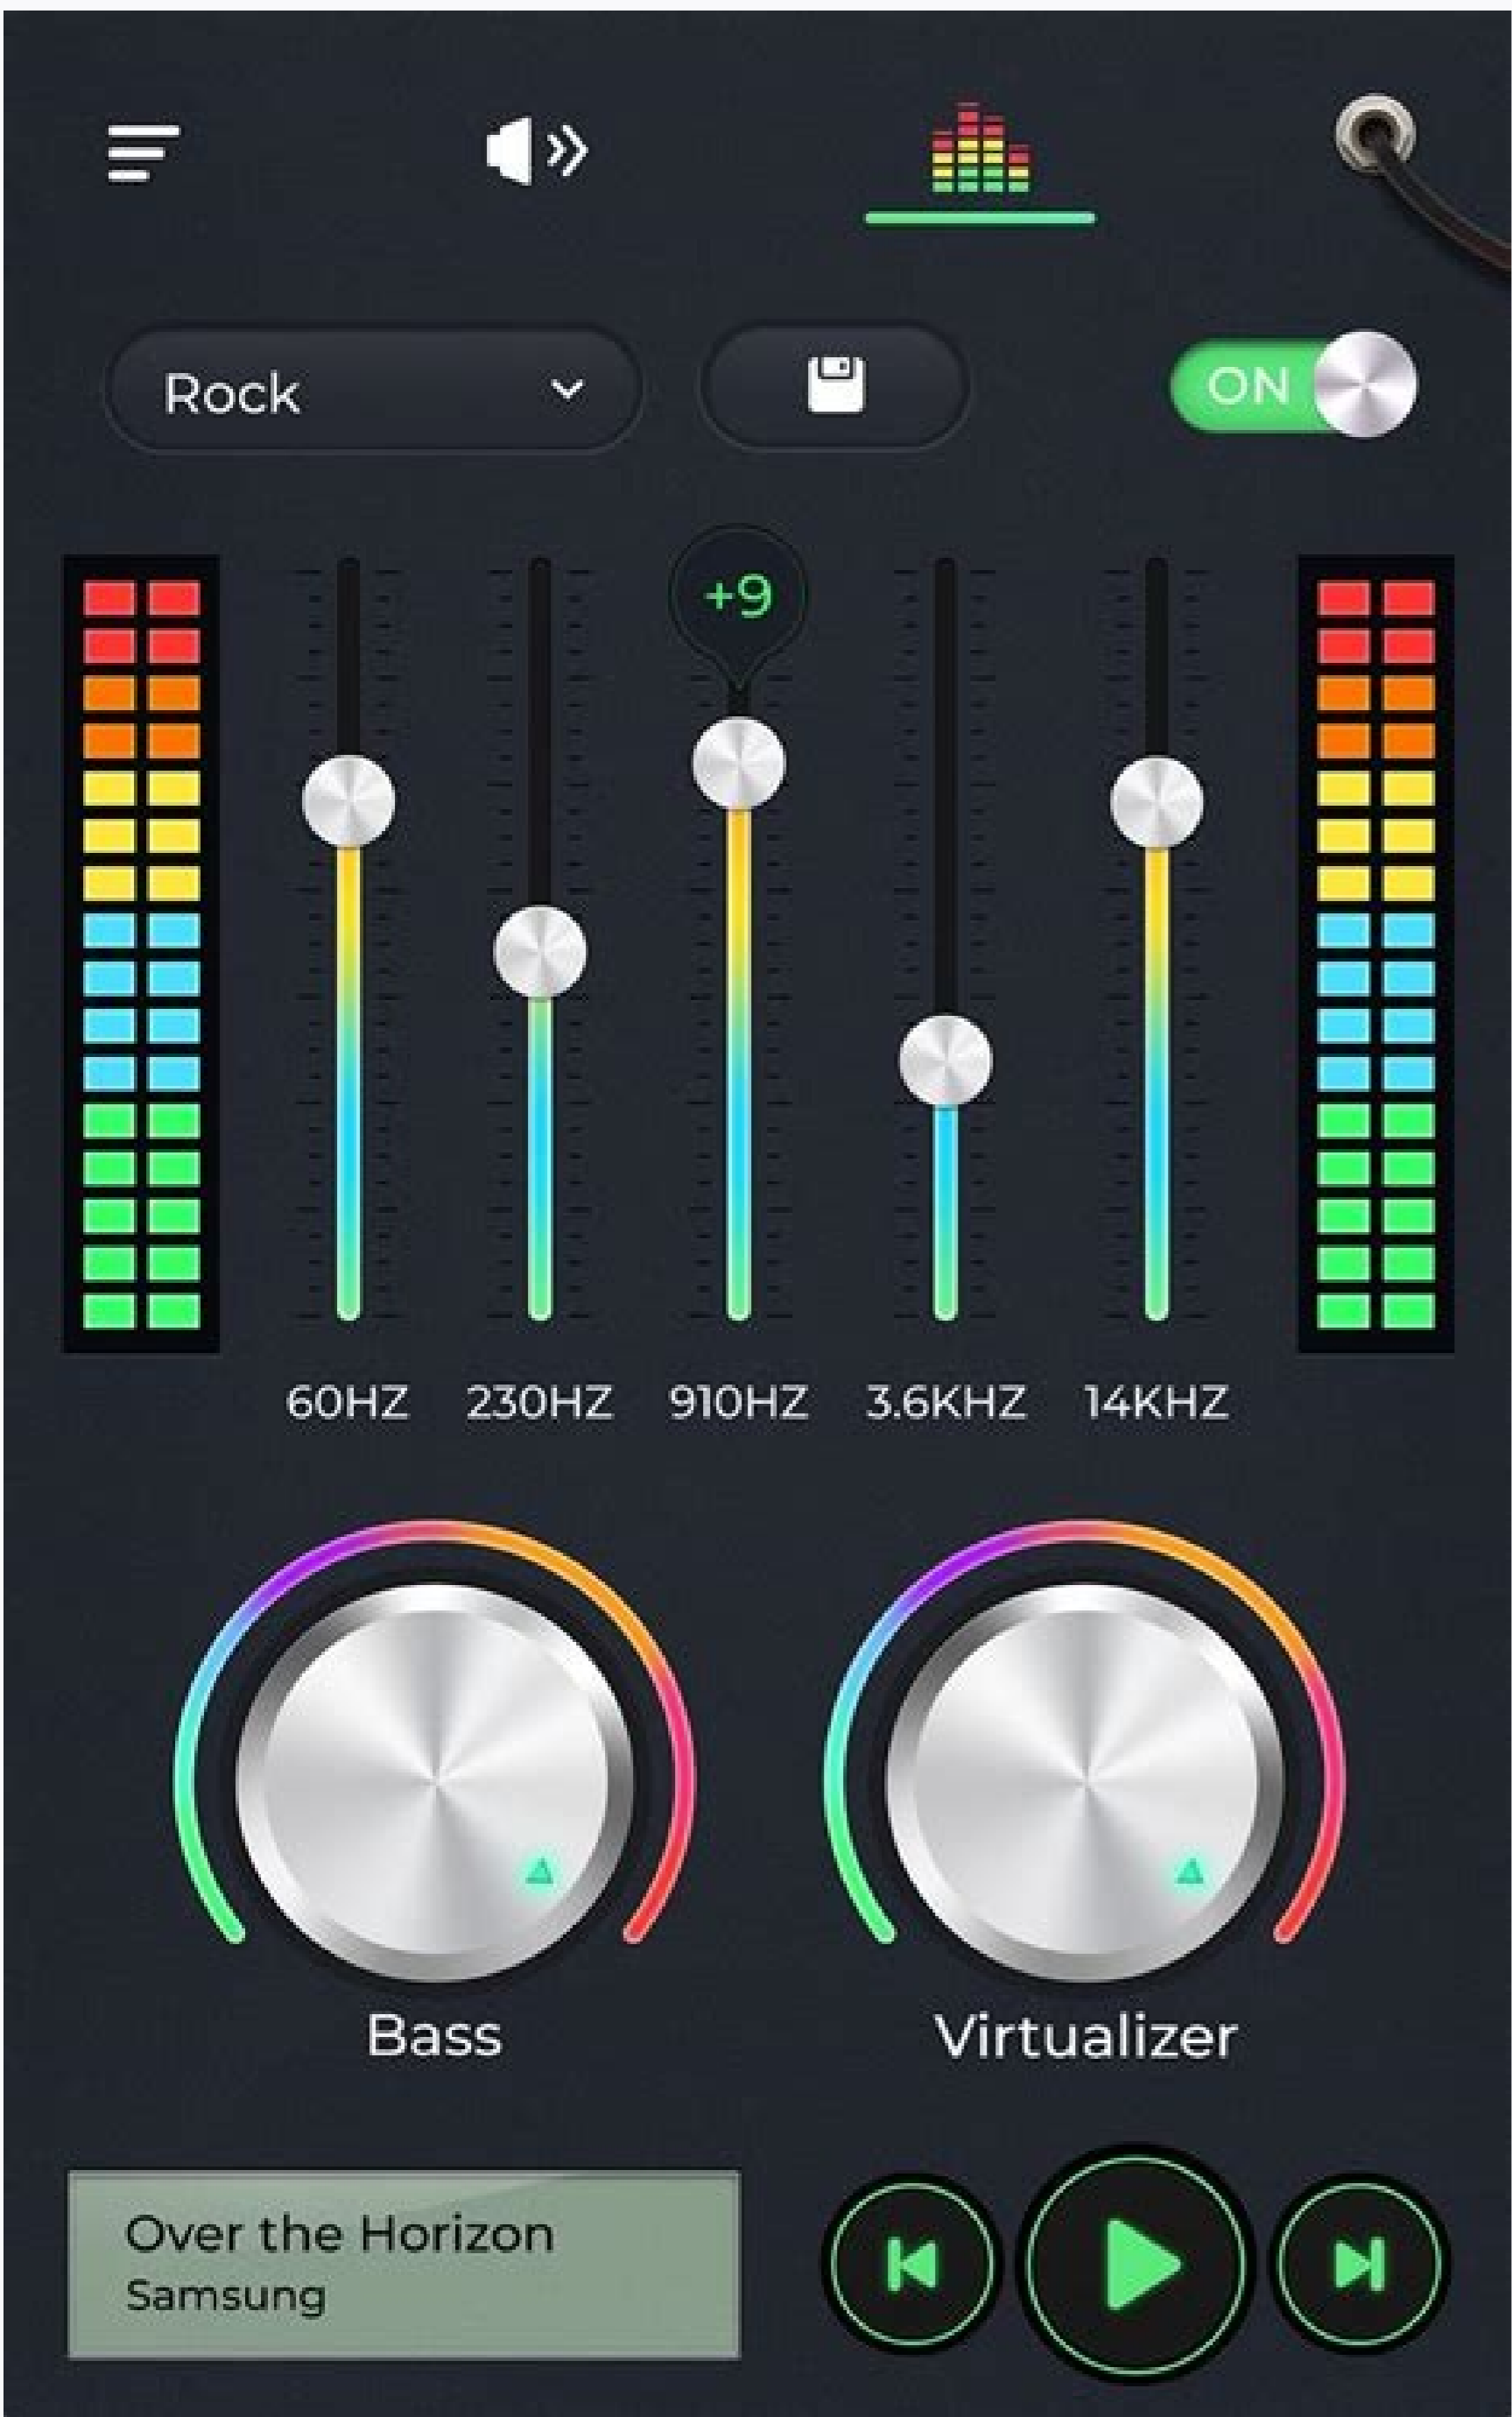 Rock
ON
+9
60HZ 230HZ 910HZ 3.6KHZ 14KHZ
Bass Virtualizer
Over the Horizon
Samsung